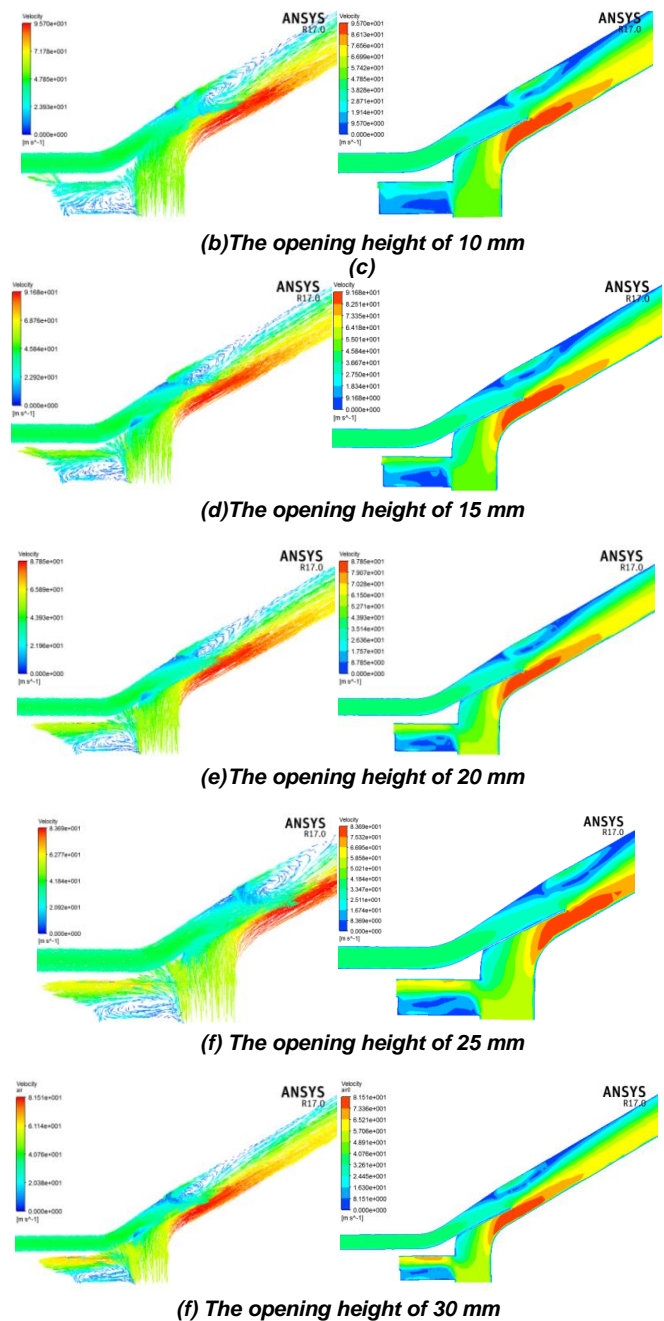 Velocity
9.570e+001
7.178e+001
4.785e+001
2.393e+001
0.000e+000
[m s^-1]
ANSYS
R17.0
Velocity
9.570e+001
8.613e+001
7.656e+001
6.699e+001
5.742e+001
4.785e+001
3.828e+001
2.871e+001
1.914e+001
9.570e+000
0.000e+000
[m s^-1]
ANSYS
R17.0
(b)The opening height of 10 mm
(c)
Velocity
9.168e+001
6.876e+001
4.584e+001
2.292e+001
0.000e+000
[m s^-1]
ANSYS
R17.0
Velocity
9.168e+001
8.251e+001
7.335e+001
6.418e+001
5.501e+001
4.584e+001
3.667e+001
2.750e+001
1.834e+001
9.168e+000
0.000e+000
[m s^-1]
ANSYS
R17.0
(d)The opening height of 15 mm
Velocity
8.785e+001
6.589e+001
4.393e+001
2.196e+001
0.000e+000
[m s^-1]
ANSYS
R17.0
Velocity
8.785e+001
7.907e+001
7.028e+001
6.150e+001
5.271e+001
4.393e+001
3.514e+001
2.636e+001
1.757e+001
8.785e+000
0.000e+000
[m s^-1]
ANSYS
R17.0
(e)The opening height of 20 mm
Velocity
8.369e+001
6.277e+001
4.184e+001
2.092e+001
0.000e+000
[m s^-1]
ANSYS
R17.0
Velocity
8.369e+001
7.532e+001
6.695e+001
5.858e+001
5.021e+001
4.184e+001
3.347e+001
2.511e+001
1.674e+001
8.369e+000
0.000e+000
[m s^-1]
ANSYS
R17.0
(f) The opening height of 25 mm
Velocity
8.151e+001
6.114e+001
4.076e+001
2.038e+001
0.000e+000
[m s^-1]
ANSYS
R17.0
Velocity
8.151e+001
7.336e+001
6.521e+001
5.706e+001
4.891e+001
4.076e+001
3.261e+001
2.445e+001
1.630e+001
8.151e+000
0.000e+000
[m s^-1]
ANSYS
R17.0
(f) The opening height of 30 mm